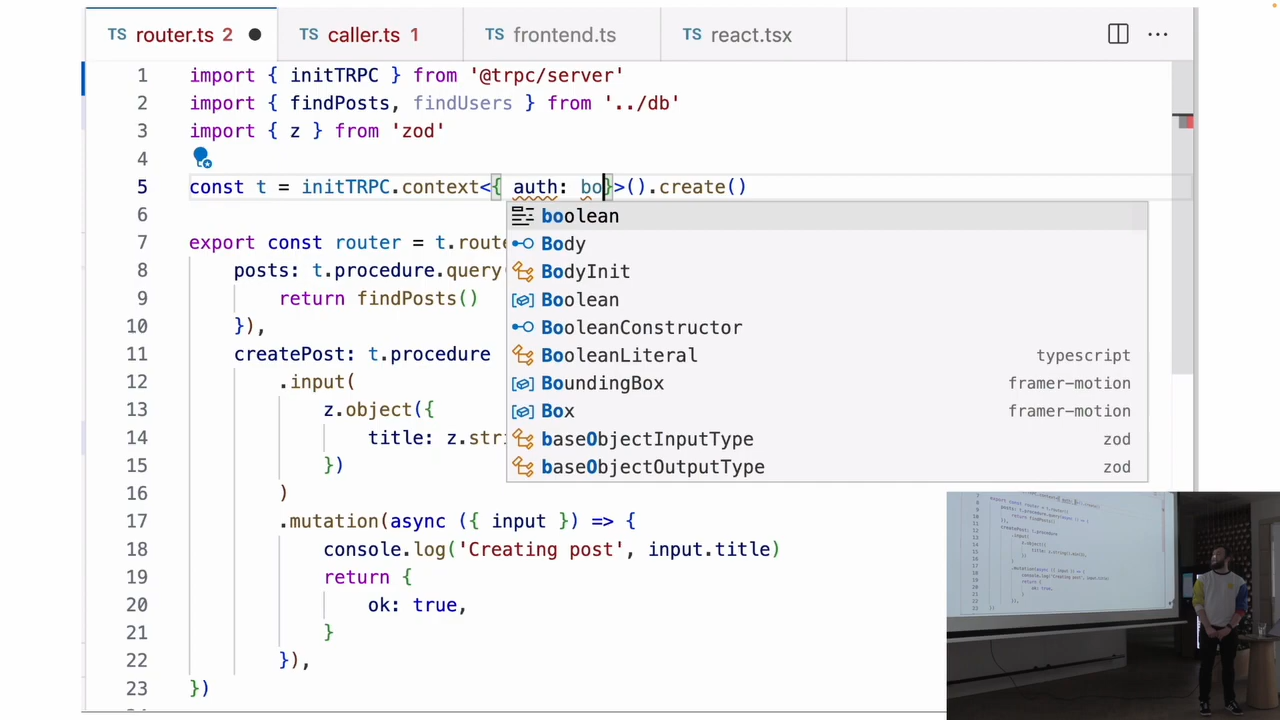 TS router.ts 2 TS caller.ts 1 TS frontend.ts TS react.tsx
1 import { initTRPC } from '@trpc/server'
2 import { findPosts, findUsers } from '../db'
3 import { z } from 'zod'
4
5 const t = initTRPC.context<{ auth: bo}>().create()
6
boolean
7 export const router = t.route
Body
8 posts: t.procedure.query(
BodyInit
9 return findPosts()
Boolean
10 }),
BooleanConstructor
11 createPost: t.procedure
BooleanLiteral typescript
12 .input(
BoundingBox framer-motion
13 z.object({
Box framer-motion
14 title: z.stri
baseObjectInputType zod
15 })
baseObjectOutputType zod
16 )
17 .mutation(async ({ input }) => {
18 console.log('Creating post', input.title)
19 return {
20 ok: true,
21 }
22 }),
23 })